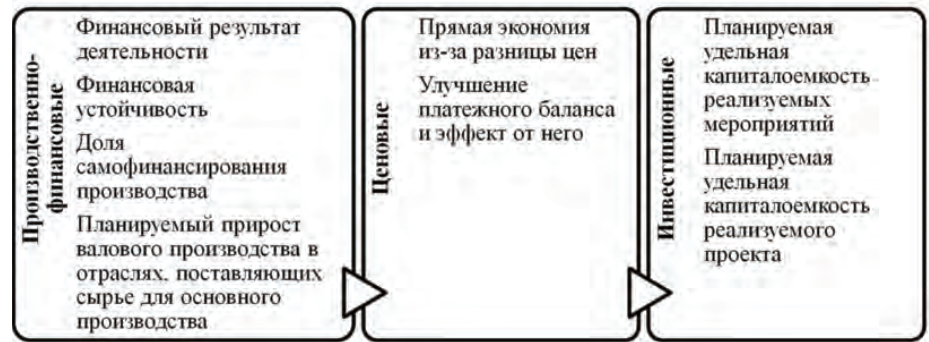 Производственно-
финансовые
Финансовый результат
деятельности
Финансовая
устойчивость
Доля
самофинансирования
производства
Планируемый прирост
валового производства в
отраслях, поставляющих
сырье для основного
производства
Ценовые
Прямая экономия
из-за разницы цен
Улучшение
платежного баланса
и эффект от него
Инвестиционные
Планируемая
удельная
капиталоемкость
реализуемых
мероприятий
Планируемая
удельная
капиталоемкость
реализуемого
проекта